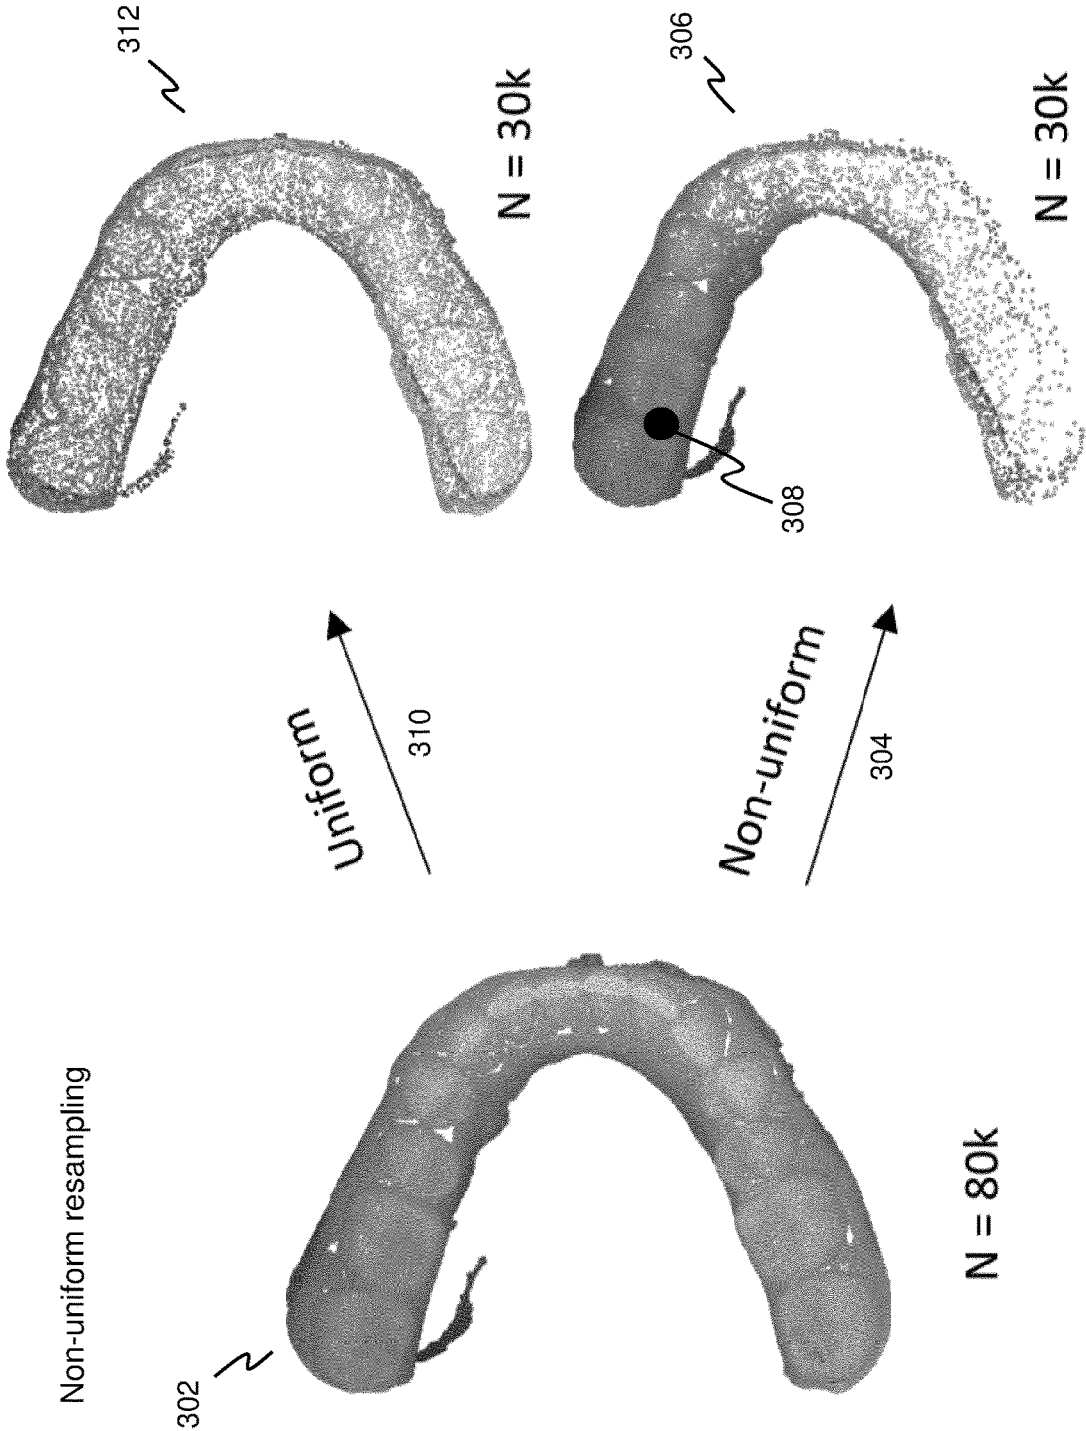 Non-uniform resampling
302
N = 80k
Uniform
310
Non-uniform
304
312
N = 30k
306
308
N = 30k